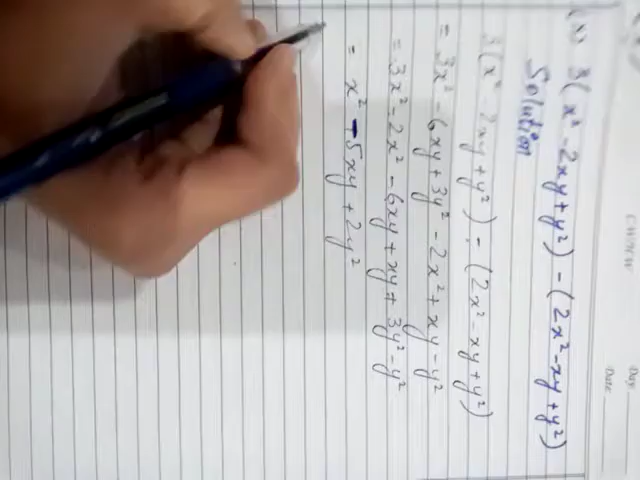 Day
Date
(x) 3(x² - 2xy + y²) - (2x² - xy + y²)
Solution
3(x² - 2xy + y²) - (2x² - xy + y²)
= 3x² - 6xy + 3y² - 2x² + xy - y²
= 3x² - 2x² - 6xy + xy + 3y² - y²
= x² - 5xy + 2y²